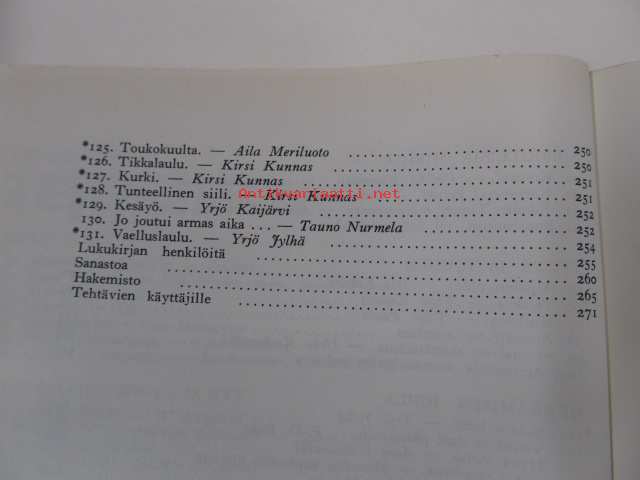 *125. Toukokuulta. — Aila Meriluoto .......... 250
*126. Tikkalaulu. — Kirsi Kunnas .......... 250
*127. Kurki. — Kirsi Kunnas .......... 251
*128. Tunteellinen siili. — Kirsi Kunnas .......... 251
*129. Kesäyö. — Yrjö Kaijärvi .......... 252
130. Jo joutui armas aika ... — Tauno Nurmela .......... 252
*131. Vaelluslaulu. — Yrjö Jylhä .......... 254
Lukukirjan henkilöitä .......... 255
Sanastoa .......... 260
Hakemisto .......... 265
Tehtävien käyttäjille .......... 271